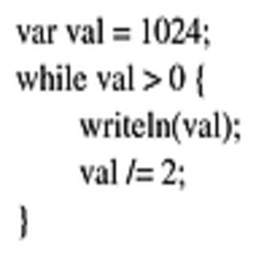 var val = 1024;
while val > 0 {
writeln(val);
val /= 2;
}